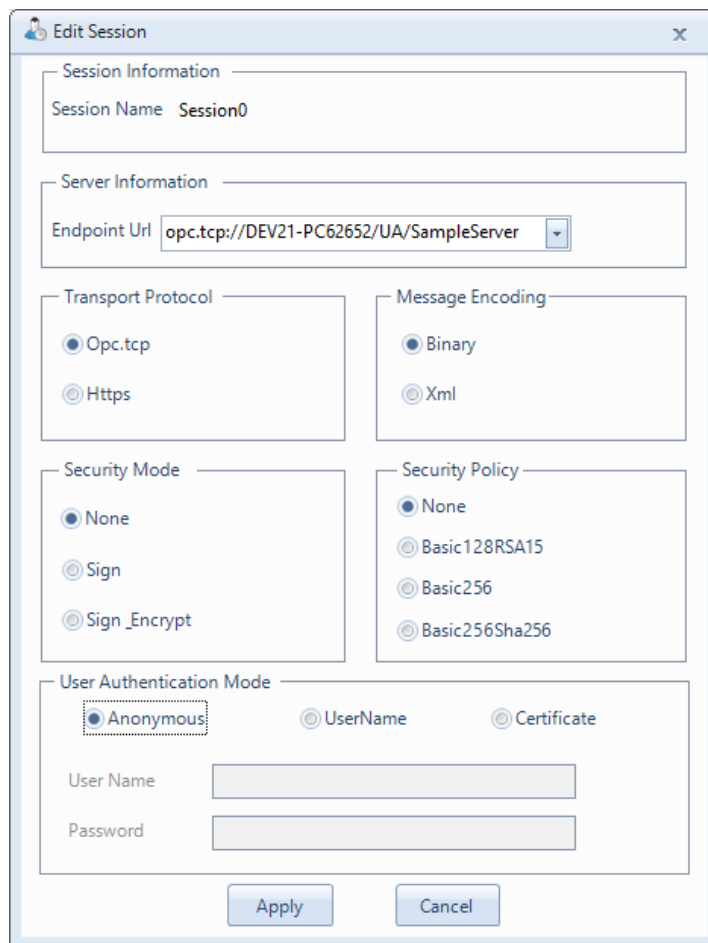 Edit Session
Session Information
Session Name Session0
Server Information
Endpoint Url opc.tcp://DEV21-PC62652/UA/SampleServer
Transport Protocol
Opc.tcp
Https
Message Encoding
Binary
Xml
Security Mode
None
Sign
Sign _Encrypt
Security Policy
None
Basic128RSA15
Basic256
Basic256Sha256
User Authentication Mode
Anonymous UserName Certificate
User Name
Password
Apply Cancel